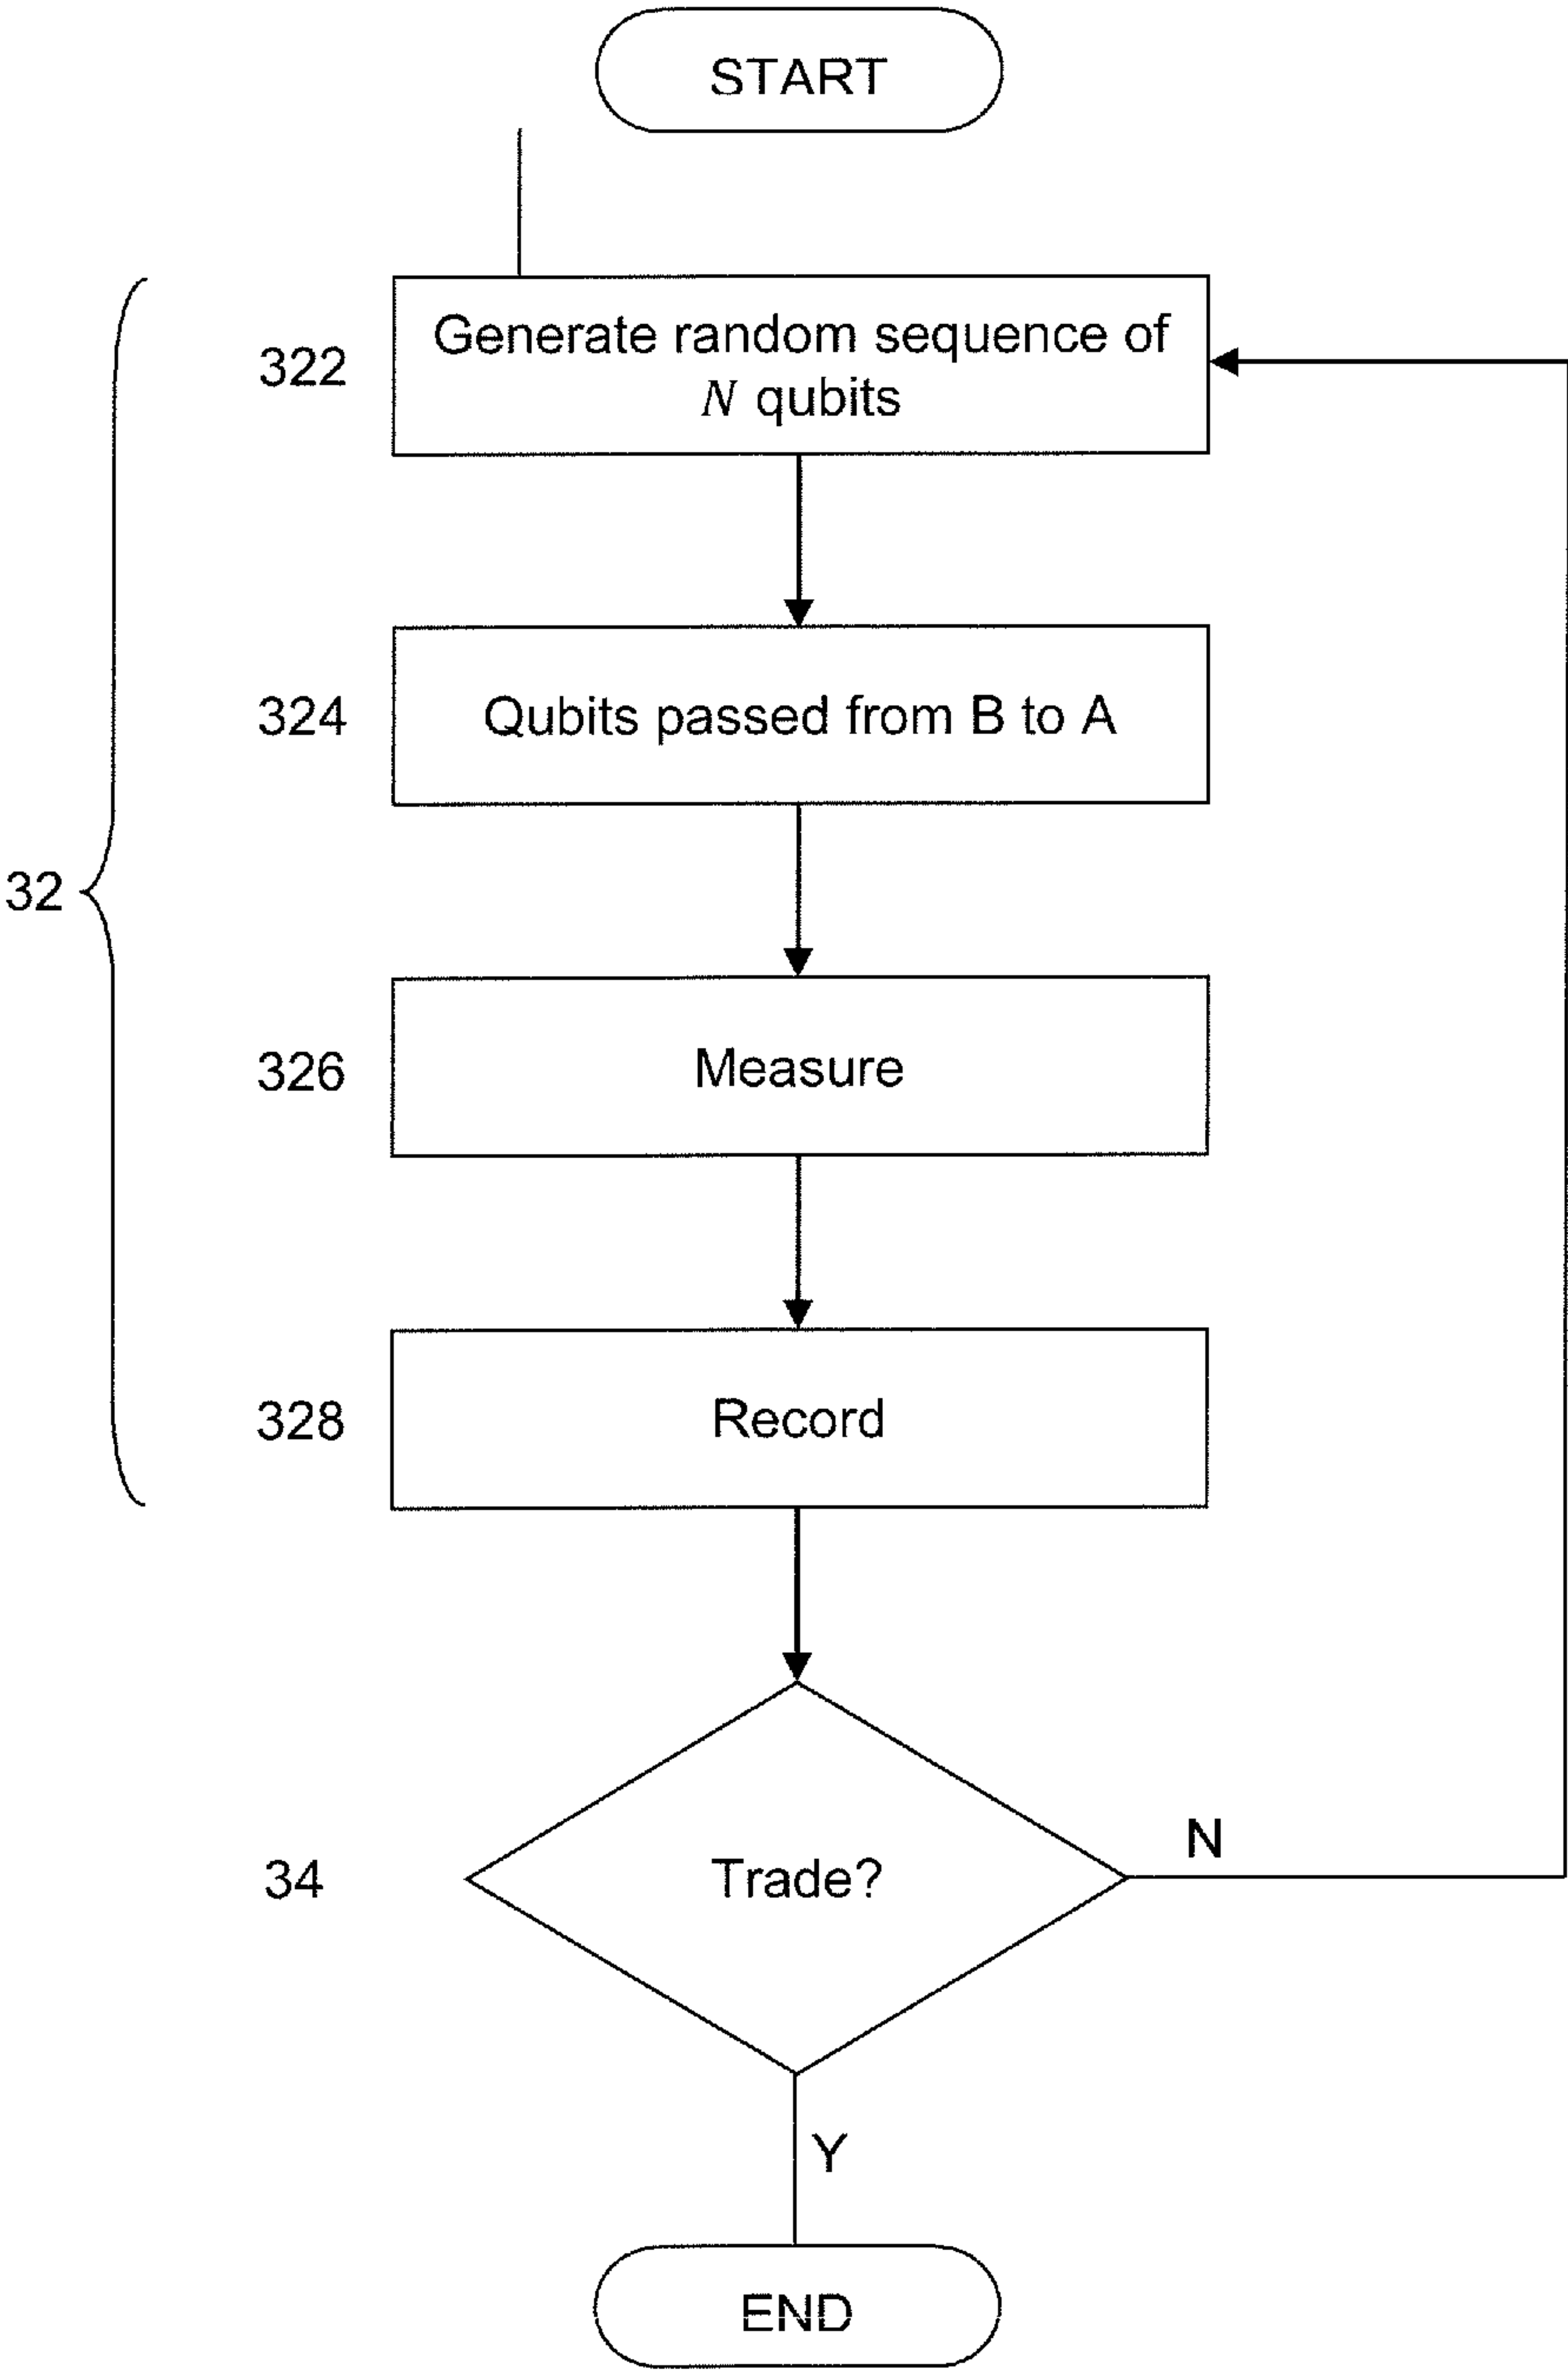 START
322
Generate random sequence of
N qubits
324
Qubits passed from B to A
32
326
Measure
328
Record
34
Trade?
N
Y
END